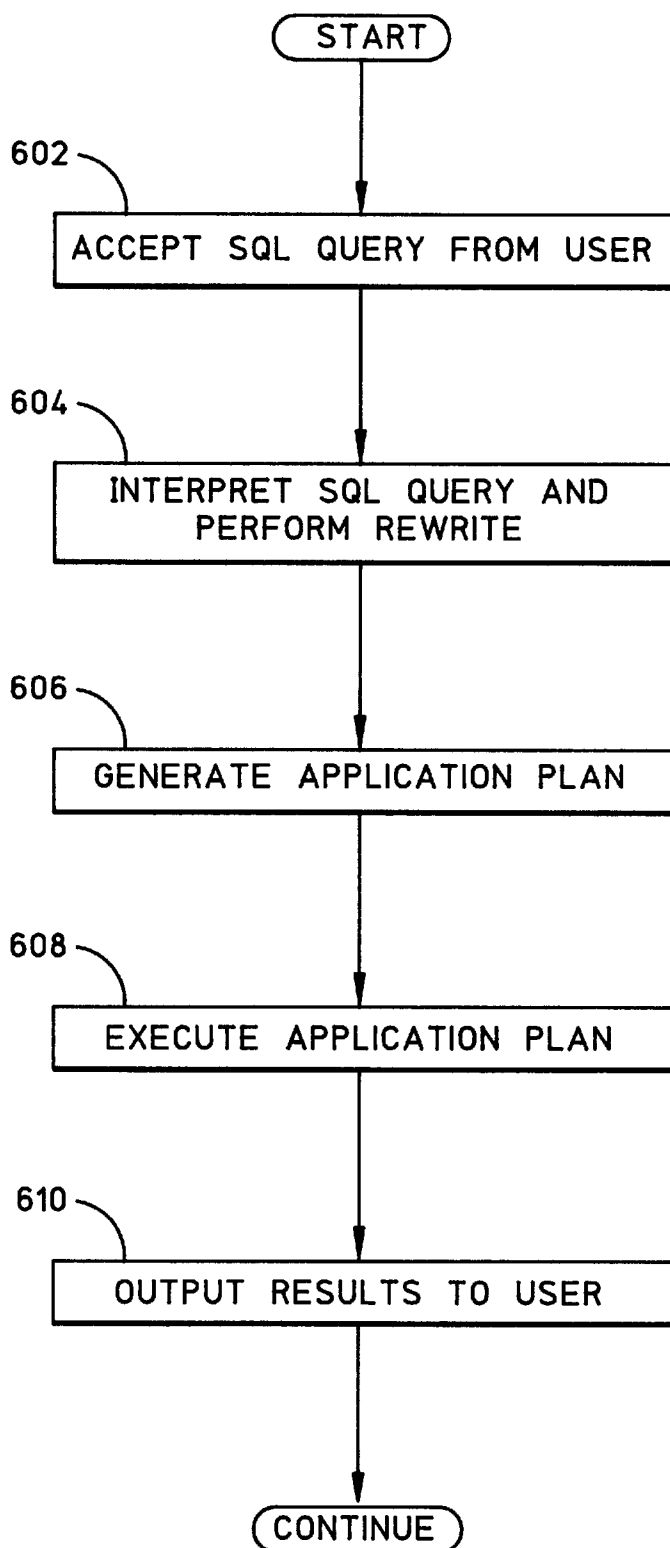 START
602
ACCEPT SQL QUERY FROM USER
604
INTERPRET SQL QUERY AND
PERFORM REWRITE
606
GENERATE APPLICATION PLAN
608
EXECUTE APPLICATION PLAN
610
OUTPUT RESULTS TO USER
CONTINUE